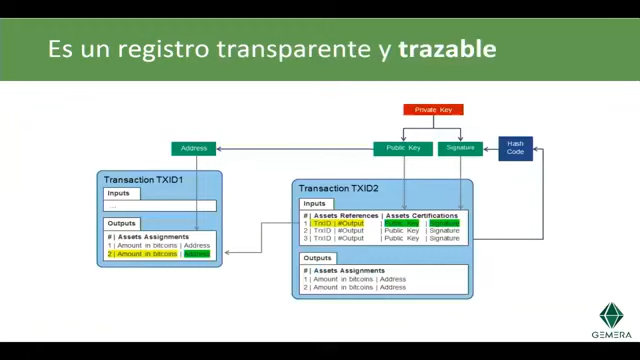 Es un registro transparente y trazable
Private Key
Address
Public Key
Signature
Hash
Code
Transaction TXID1
Inputs
...
Outputs
# | Assets Assignments
1 | Amount in bitcoins | Address
2 | Amount in bitcoins | Address
Transaction TXID2
Inputs
# | Assets References | Assets Certifications
1 | TrxID | #Output | Public Key | Signature
2 | TrxID | #Output | Public Key | Signature
3 | TrxID | #Output | Public Key | Signature
Outputs
# | Assets Assignments
1 | Amount in bitcoins | Address
2 | Amount in bitcoins | Address
GEMERA